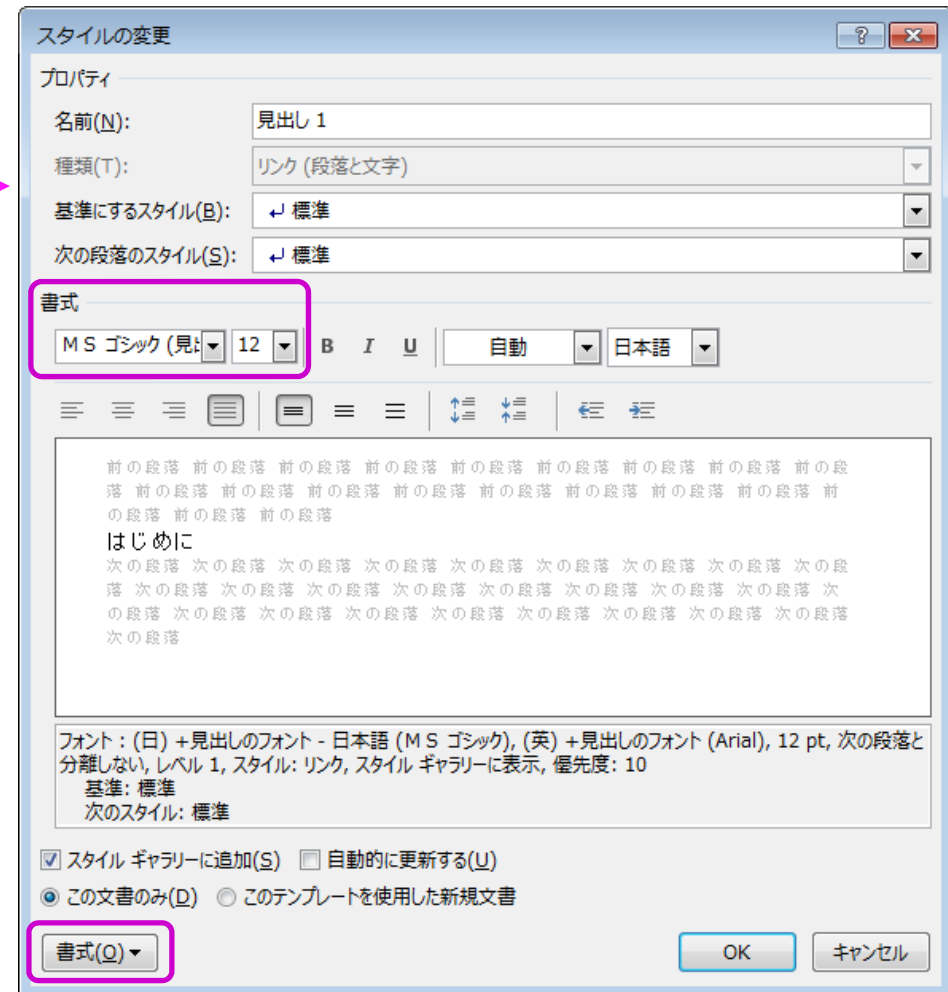 スタイルの変更
プロパティ
名前(N): 見出し 1
種類(T): リンク (段落と文字)
基準にするスタイル(B): ↵ 標準
次の段落のスタイル(S): ↵ 標準
書式
ＭＳ ゴシック (見出 12 B I U 自動 日本語
前の段落 前の段落 前の段落 前の段落 前の段落 前の段落 前の段落 前の段落 前の段
落 前の段落 前の段落 前の段落 前の段落 前の段落 前の段落 前の段落 前の段落 前
の段落 前の段落 前の段落
はじめに
次の段落 次の段落 次の段落 次の段落 次の段落 次の段落 次の段落 次の段落 次の段
落 次の段落 次の段落 次の段落 次の段落 次の段落 次の段落 次の段落 次の段落 次
の段落 次の段落 次の段落 次の段落 次の段落 次の段落 次の段落 次の段落 次の段落
次の段落
フォント : (日) +見出しのフォント - 日本語 (ＭＳ ゴシック), (英) +見出しのフォント (Arial), 12 pt, 次の段落と
分離しない, レベル 1, スタイル: リンク, スタイル ギャラリーに表示, 優先度: 10
基準: 標準
次のスタイル: 標準
スタイル ギャラリーに追加(S) 自動的に更新する(U)
この文書のみ(D) このテンプレートを使用した新規文書
書式(O) OK キャンセル